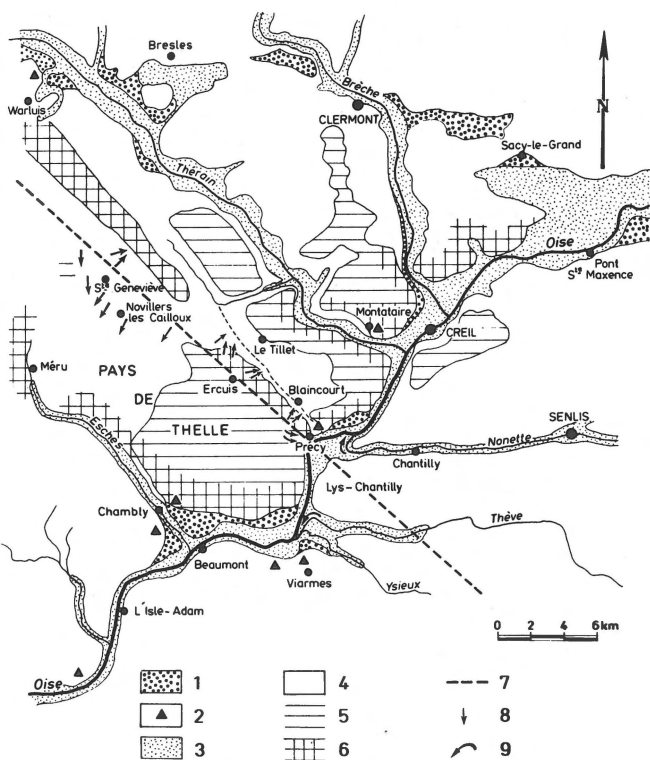 Bresles
Warluis
Brèche
CLERMONT
N
Sacy-le-Grand
Thérain
Oise
Pont
Ste Maxence
Ste Geneviève
Novillers
les Cailloux
Montataire
CREIL
Le Tillet
Méru
PAYS
DE
THELLE
Ercuis
Blaincourt
Esches
Précy
SENLIS
Nonette
Chantilly
Lys-Chantilly
Chambly
Thève
Beaumont
Viarmes
Ysieux
L'Isle-Adam
0 2 4 6km
Oise
1 4 7
2 5 8
3 6 9